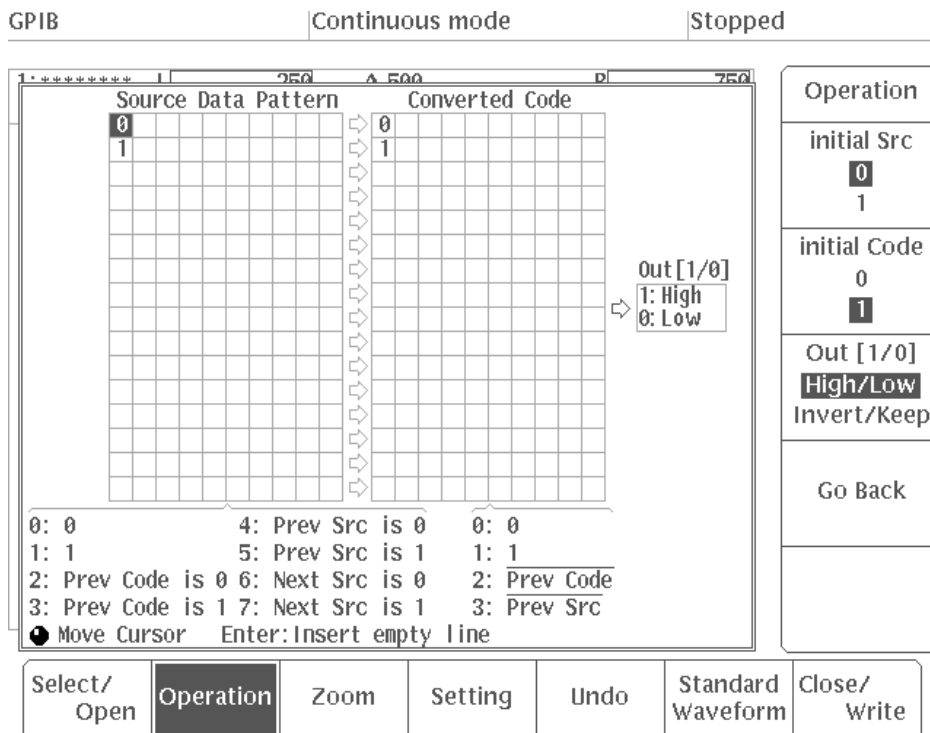 GPIB Continuous mode Stopped
1:******** L 250 Δ 500 R 750
Source Data Pattern Converted Code
0 0
1 1
Out[1/0]
1: High
0: Low
0: 0 4: Prev Src is 0 0: 0
1: 1 5: Prev Src is 1 1: 1
2: Prev Code is 0 6: Next Src is 0 2: Prev Code
3: Prev Code is 1 7: Next Src is 1 3: Prev Src
Move Cursor Enter:Insert empty line
Operation
initial Src
0
1
initial Code
0
1
Out [1/0]
High/Low
Invert/Keep
Go Back
Select/
Open
Operation
Zoom
Setting
Undo
Standard
Waveform
Close/
Write